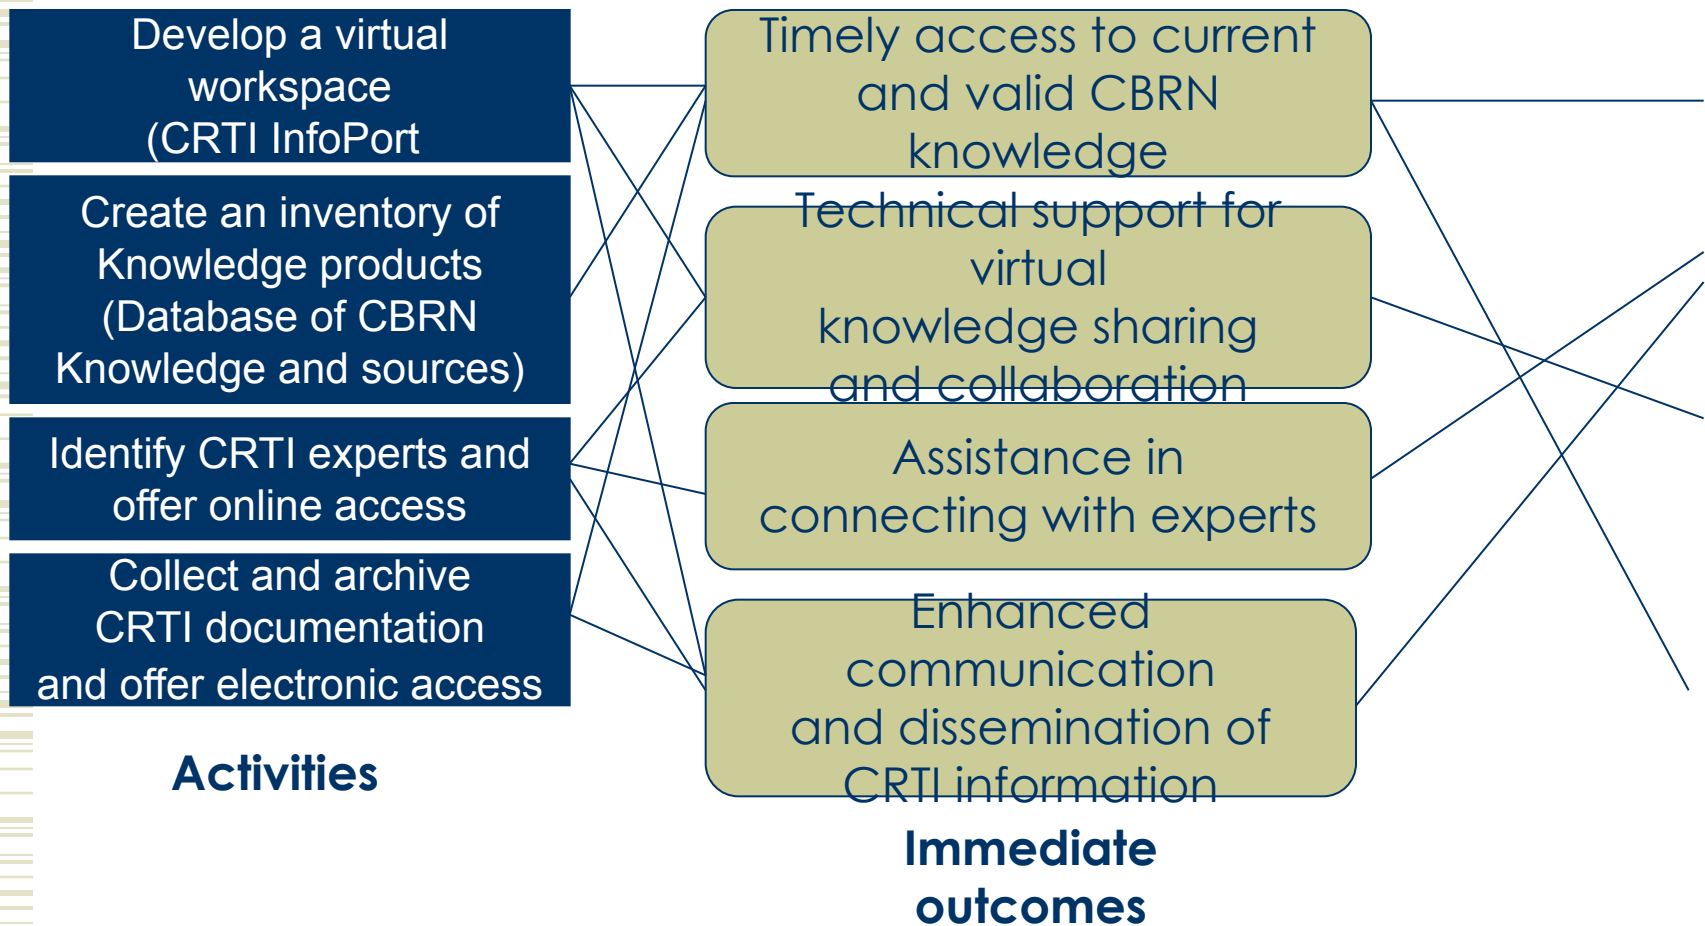 Develop a virtual
workspace
(CRTI InfoPort
Create an inventory of
Knowledge products
(Database of CBRN
Knowledge and sources)
Identify CRTI experts and
offer online access
Collect and archive
CRTI documentation
and offer electronic access
Activities
Timely access to current
and valid CBRN
knowledge
Technical support for
virtual
knowledge sharing
and collaboration
Assistance in
connecting with experts
Enhanced
communication
and dissemination of
CRTI information
Immediate
outcomes